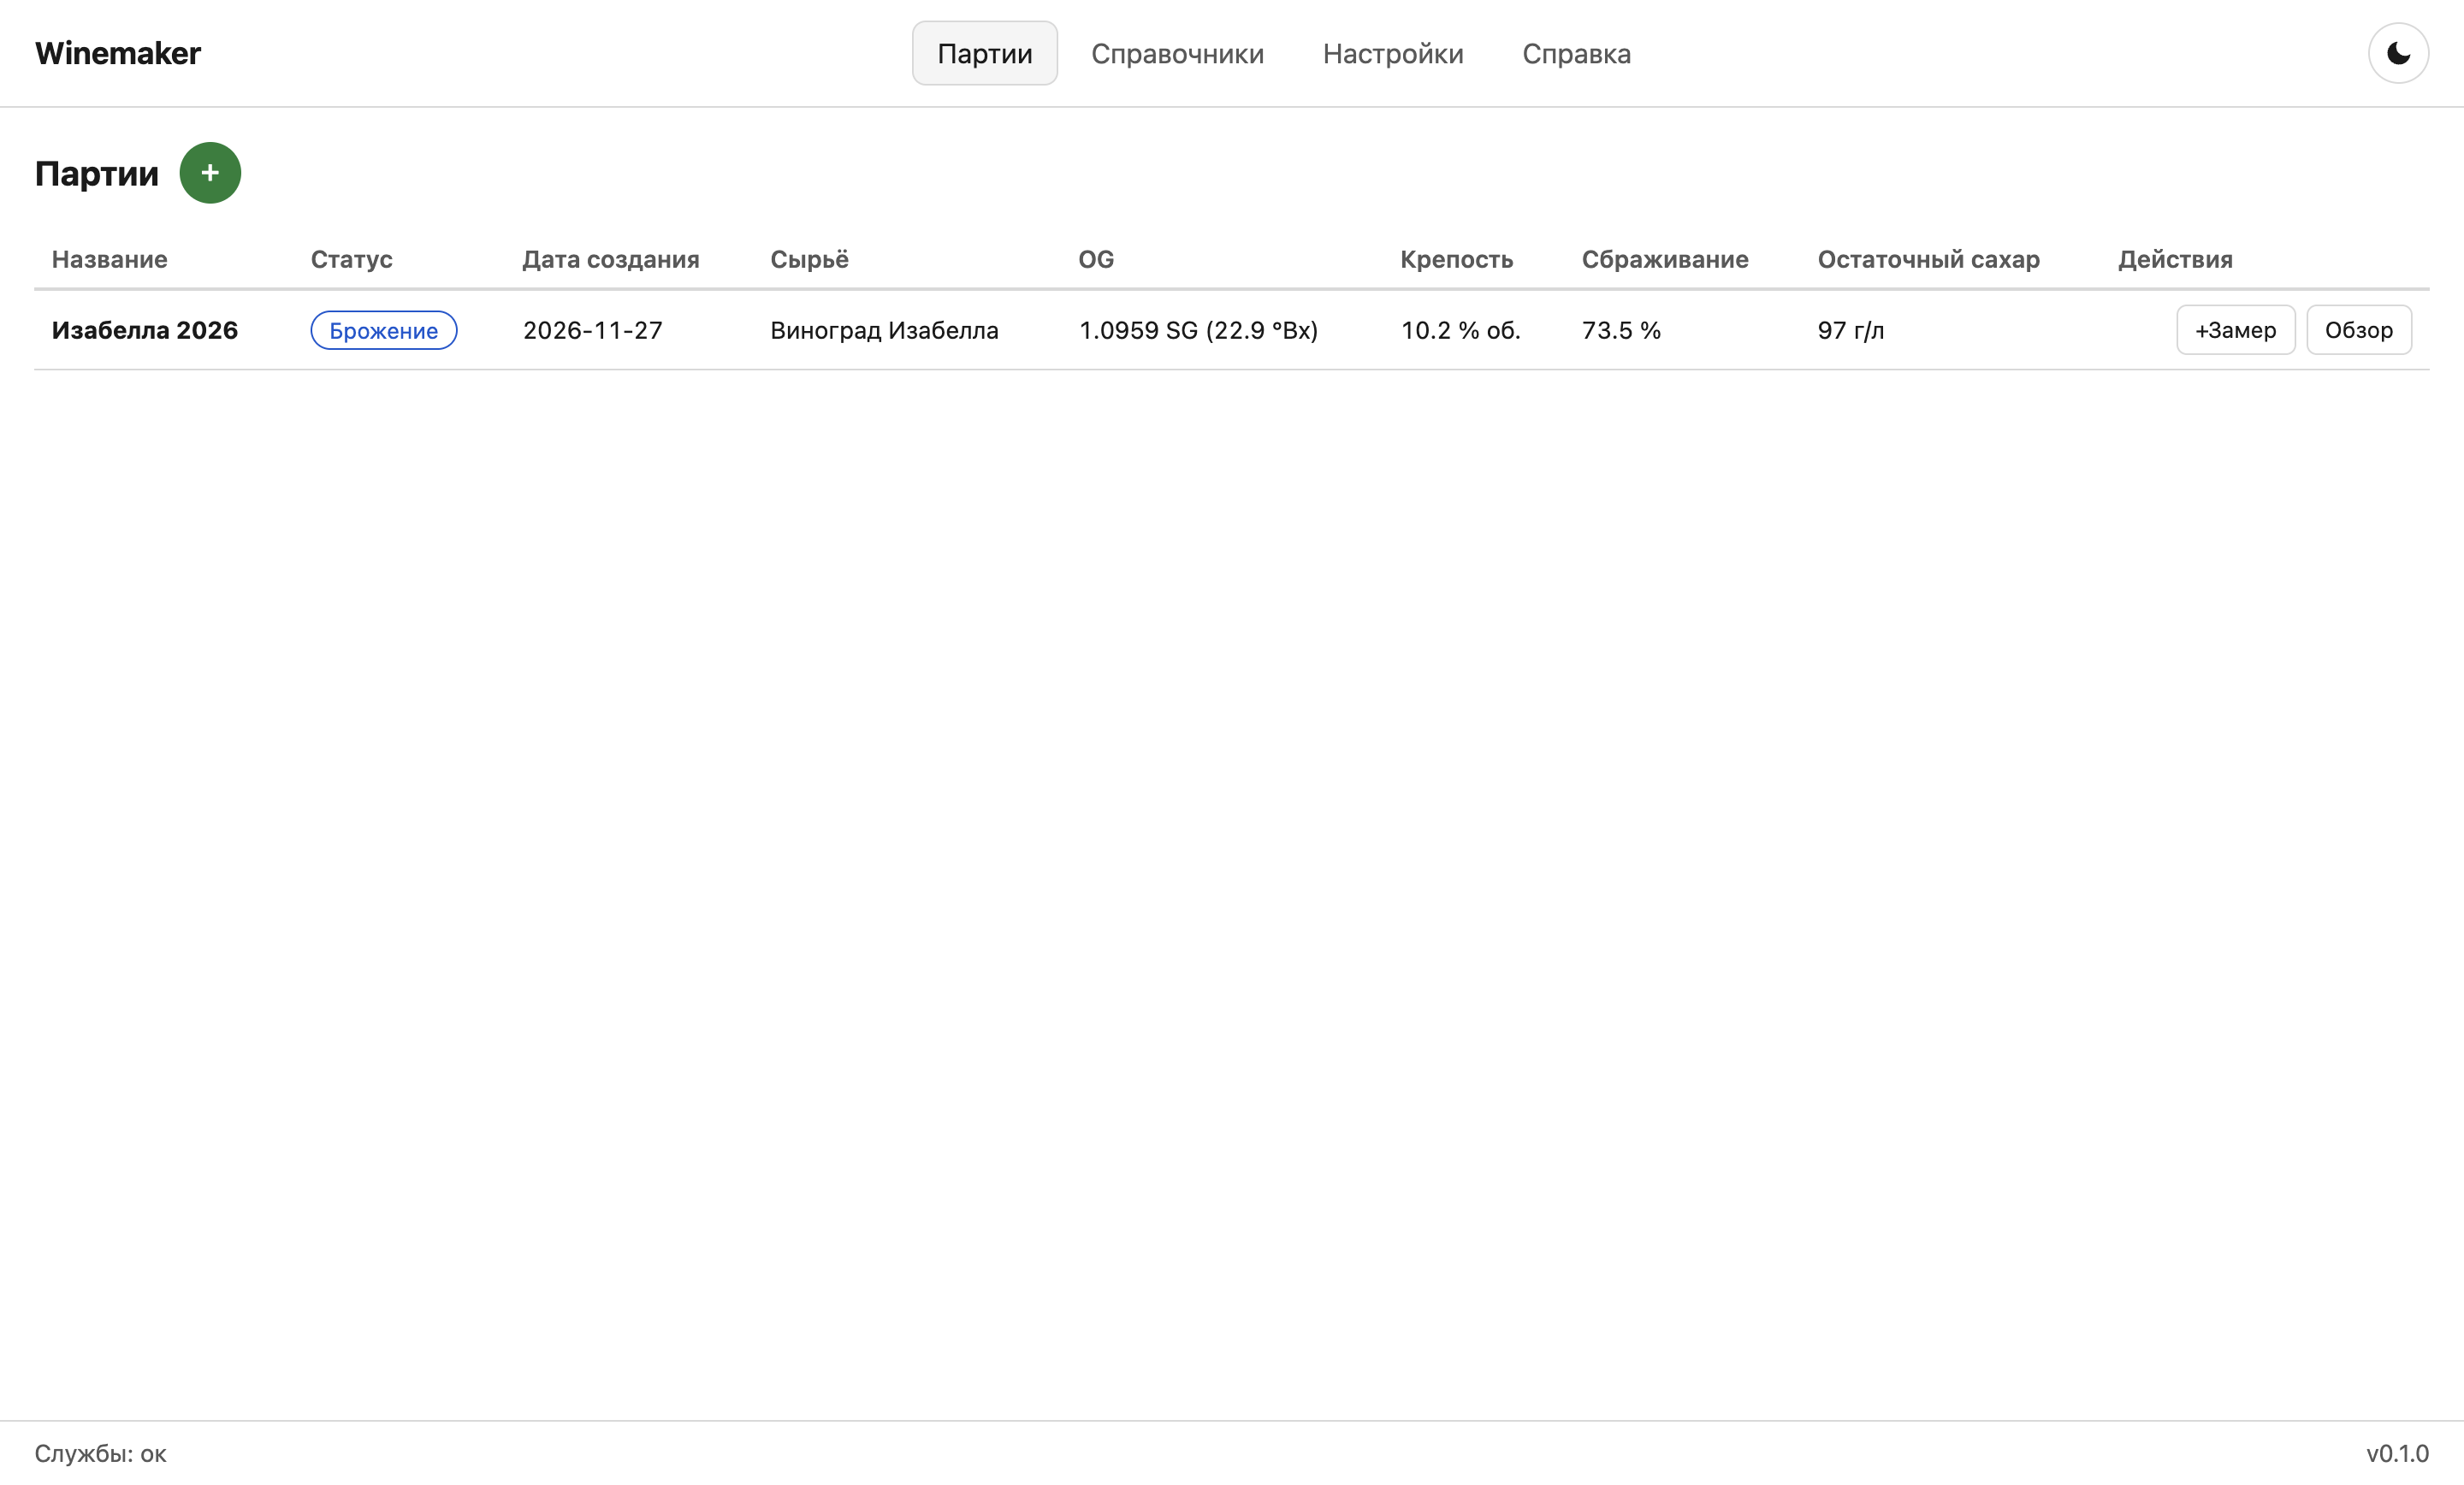 Winemaker Партии Справочники Настройки Справка
Партии +
Название Статус Дата создания Сырьё OG Крепость Сбраживание Остаточный сахар Действия
Изабелла 2026 Брожение 2026-11-27 Виноград Изабелла 1.0959 SG (22.9 °Bx) 10.2 % об. 73.5 % 97 г/л +Замер Обзор
Службы: ок v0.1.0